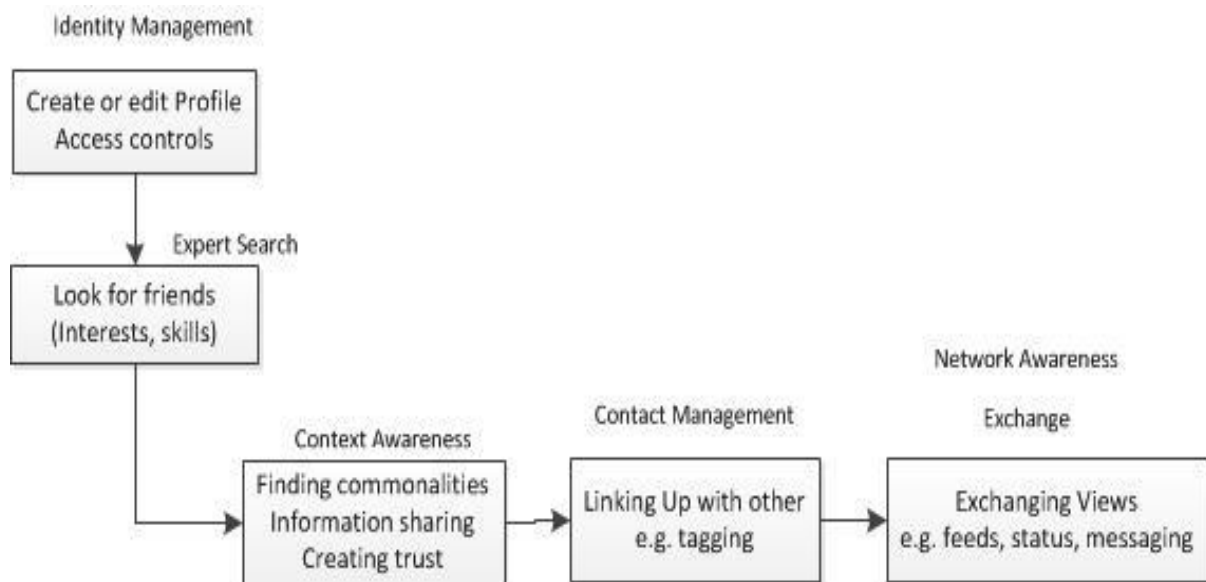 Identity Management
Create or edit Profile
Access controls
Expert Search
Look for friends
(Interests, skills)
Context Awareness
Finding commonalities
Information sharing
Creating trust
Contact Management
Linking Up with other
e.g. tagging
Network Awareness
Exchange
Exchanging Views
e.g. feeds, status, messaging